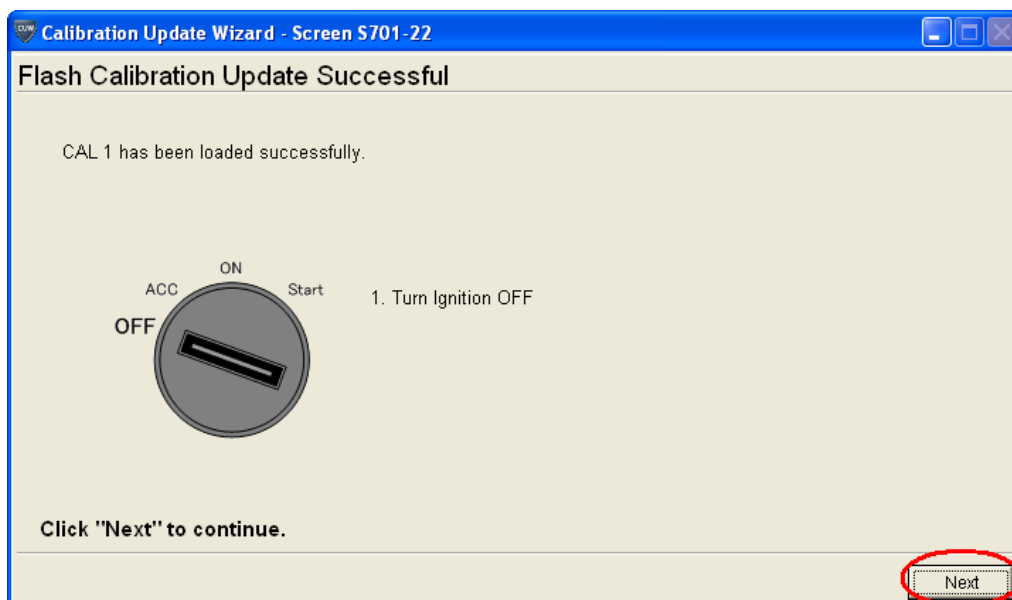 CUW Calibration Update Wizard - Screen S701-22
Flash Calibration Update Successful
CAL 1 has been loaded successfully.
ON
ACC
Start
OFF
1. Turn Ignition OFF
Click "Next" to continue.
Next